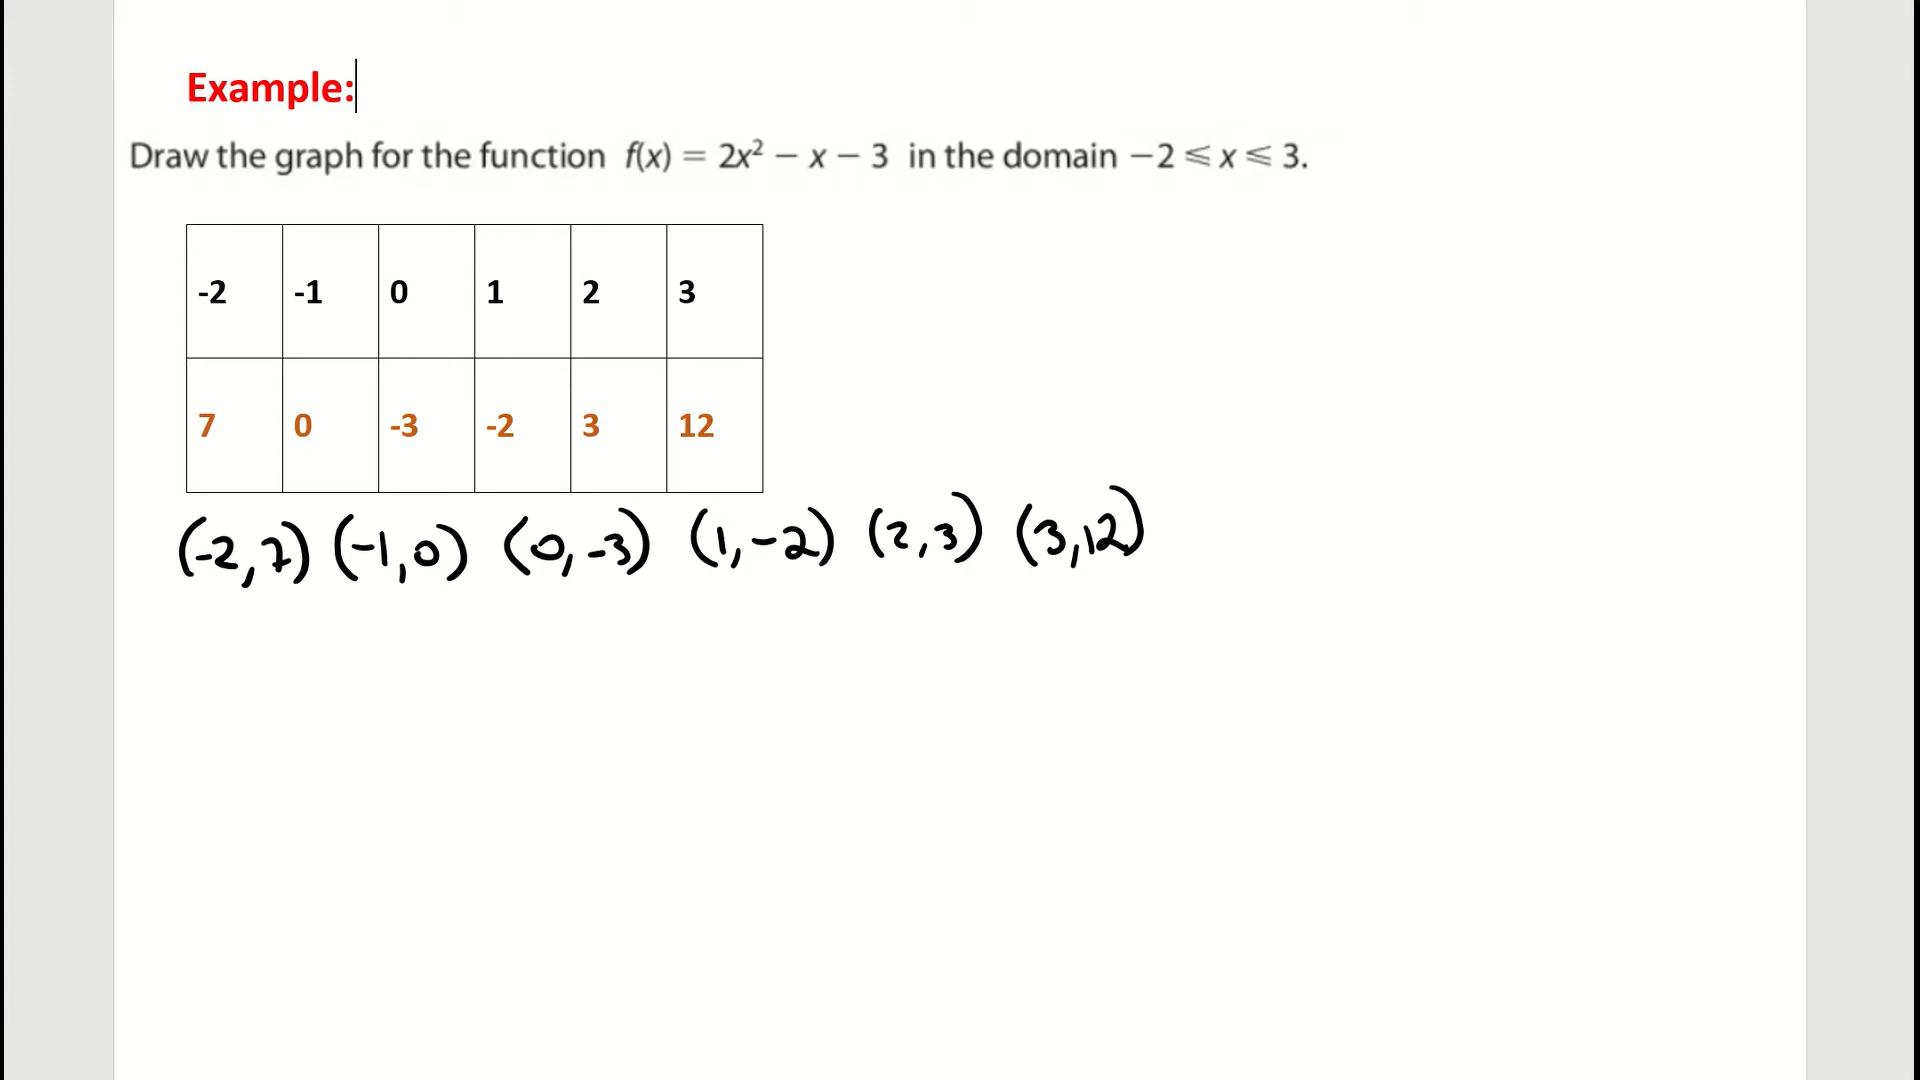 Example:
Draw the graph for the function f(x) = 2x² − x − 3 in the domain −2 ⩽ x ⩽ 3.
-2 -1 0 1 2 3
7 0 -3 -2 3 12
(-2,7) (-1,0) (0,-3) (1,-2) (2,3) (3,12)